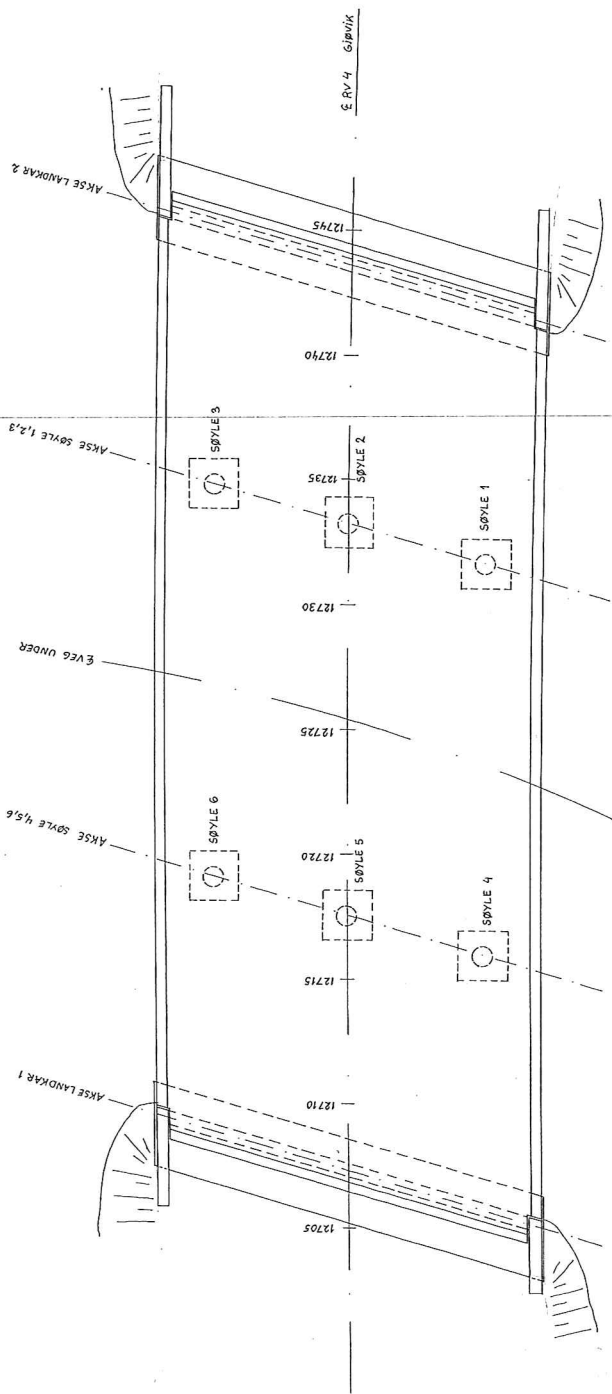 ℄ RV 4 GJØVIK
AKSE LANDKAR 2
12745
12740
AKSE SØYLE 1,2,3
SØYLE 3
12735
SØYLE 2
SØYLE 1
12730
℄ VEG UNDER
12725
AKSE SØYLE 4,5,6
SØYLE 6
12720
SØYLE 5
SØYLE 4
12715
AKSE LANDKAR 1
12710
12705